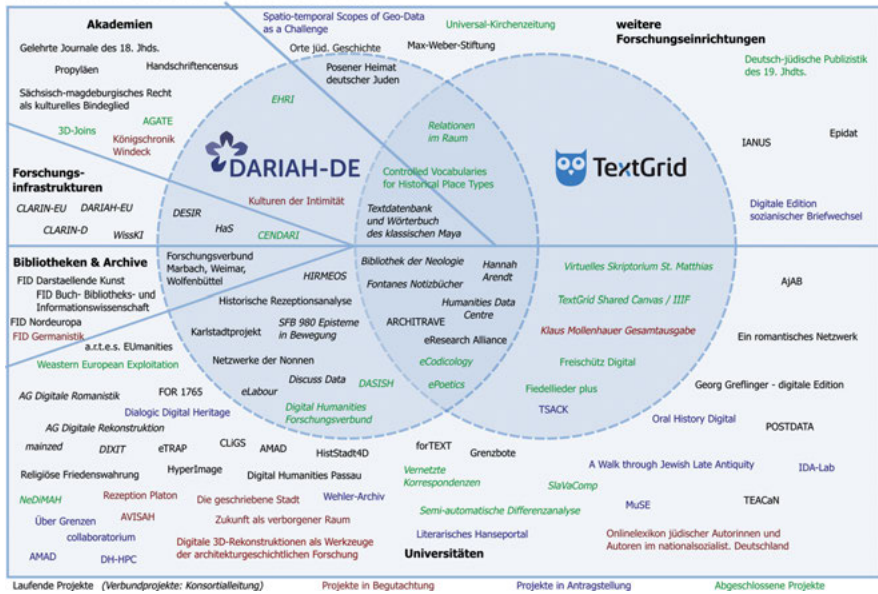 Akademien
Gelehrte Journale des 18. Jhds.
Propyläen
Handschriftencensus
Sächsisch-magdeburgisches Recht
als kulturelles Bindeglied
3D-Joins
AGATE
Königschronik
Windeck
Spatio-temporal Scopes of Geo-Data
as a Challenge
Universal-Kirchenzeitung
Orte jüd. Geschichte
Max-Weber-Stiftung
Posener Heimat
deutscher Juden
EHRI
weitere
Forschungseinrichtungen
Deutsch-jüdische Publizistik
des 19. Jhdts.
Relationen
im Raum
IANUS
Epidat
DARIAH-DE
TextGrid
Controlled Vocabularies
for Historical Place Types
Digitale Edition
sozianischer Briefwechsel
Forschungs-
infrastrukturen
CLARIN-EU
DARIAH-EU
CLARIN-D
WissKI
DESIR
HaS
Kulturen der Intimität
CENDARI
Textdatenbank
und Wörterbuch
des klassischen Maya
Bibliotheken & Archive
FID Darstaellende Kunst
FID Buch- Bibliotheks- und
Informationswissenschaft
FID Nordeuropa
FID Germanistik
a.r.t.e.s. EUmanities
Weastern European Exploitation
Forschungsverbund
Marbach, Weimar,
Wolfenbüttel
HIRMEOS
Historische Rezeptionsanalyse
Karlstadtprojekt
SFB 980 Episteme
in Bewegung
Netzwerke der Nonnen
Bibliothek der Neologie
Hannah
Arendt
Fontanes Notizbücher
Humanities Data
Centre
ARCHITRAVE
eResearch Alliance
eCodicology
ePoetics
Virtuelles Skriptorium St. Matthias
TextGrid Shared Canvas / IIIF
Klaus Mollenhauer Gesamtausgabe
Freischütz Digital
Fiedellieder plus
TSACK
AJAB
Ein romantisches Netzwerk
Georg Greflinger - digitale Edition
Oral History Digital
POSTDATA
AG Digitale Romanistik
FOR 1765
eLabour
Discuss Data
DASISH
Dialogic Digital Heritage
Digital Humanities
Forschungsverbund
AG Digitale Rekonstruktion
mainzed
DIXIT
eTRAP
CLiGS
AMAD
HistStadt4D
forTEXT
Grenzbote
Religiöse Friedenswahrung
HyperImage
Digital Humanities Passau
Vernetzte
Korrespondenzen
SlaVaComp
A Walk through Jewish Late Antiquity
IDA-Lab
NeDiMAH
Rezeption Platon
Die geschriebene Stadt
Wehler-Archiv
Semi-automatische Differenzanalyse
MuSE
TEACaN
Über Grenzen
AVISAH
Zukunft als verborgener Raum
collaboratorium
Literarisches Hanseportal
Onlinelexikon jüdischer Autorinnen und
Autoren im nationalsozialist. Deutschland
AMAD
DH-HPC
Digitale 3D-Rekonstruktionen als Werkzeuge
der architekturgeschichtlichen Forschung
Universitäten
Laufende Projekte (Verbundprojekte: Konsortialleitung)
Projekte in Begutachtung
Projekte in Antragstellung
Abgeschlossene Projekte